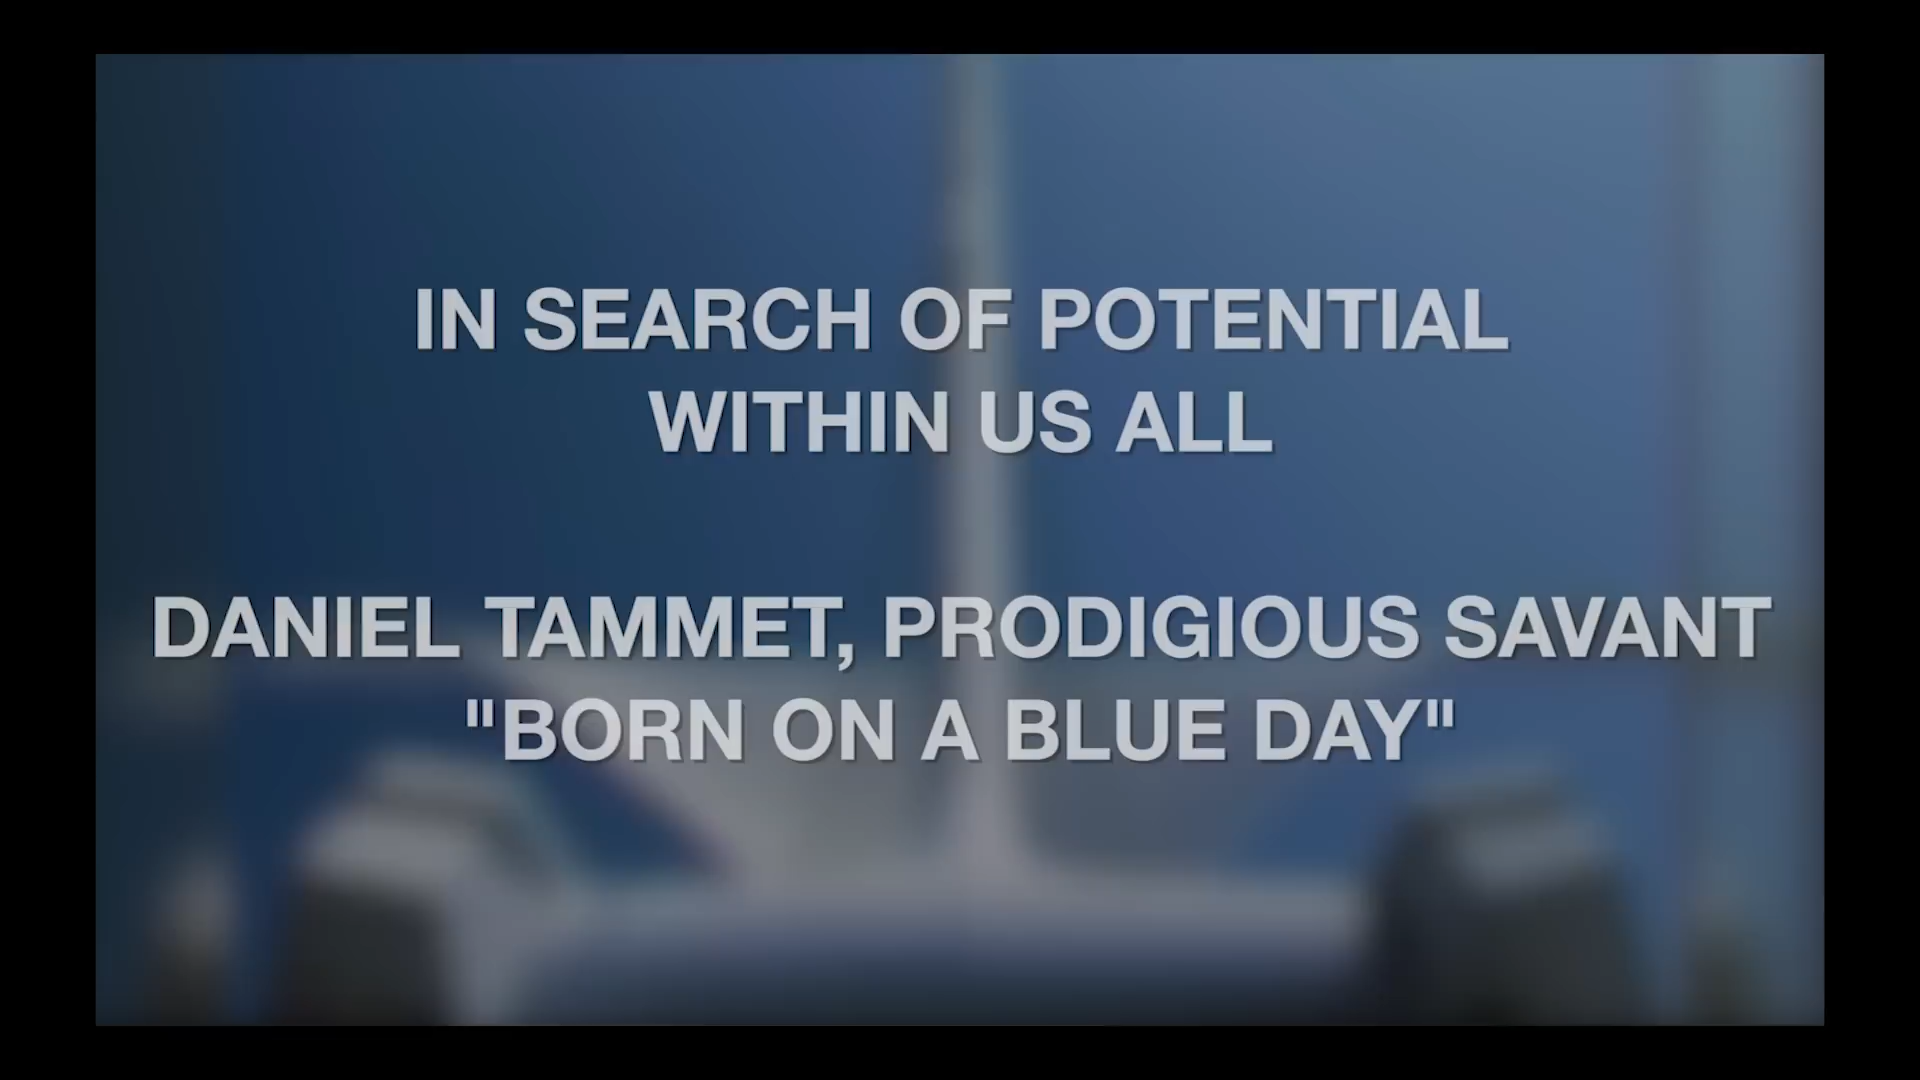 IN SEARCH OF POTENTIAL
WITHIN US ALL
DANIEL TAMMET, PRODIGIOUS SAVANT
"BORN ON A BLUE DAY"